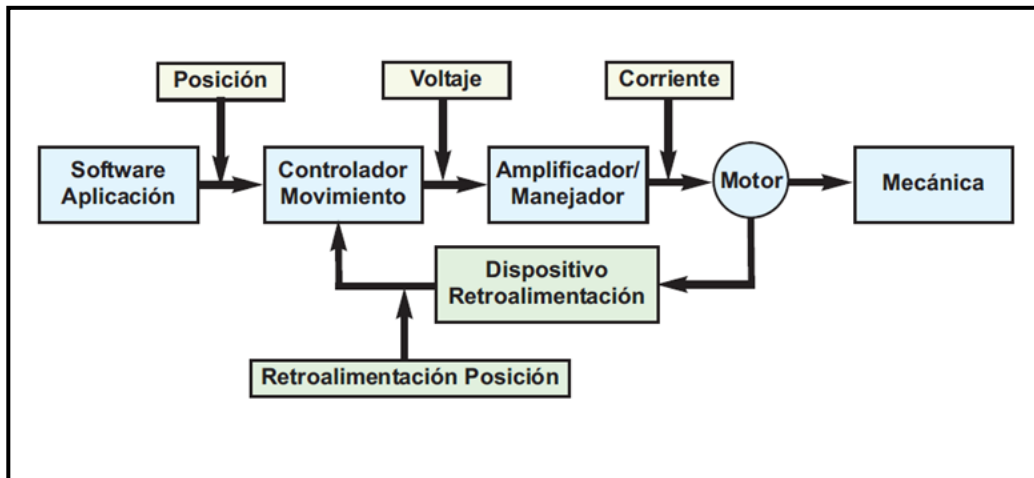 Posición
Voltaje
Corriente
Software
Aplicación
Controlador
Movimiento
Amplificador/
Manejador
Motor
Mecánica
Dispositivo
Retroalimentación
Retroalimentación Posición